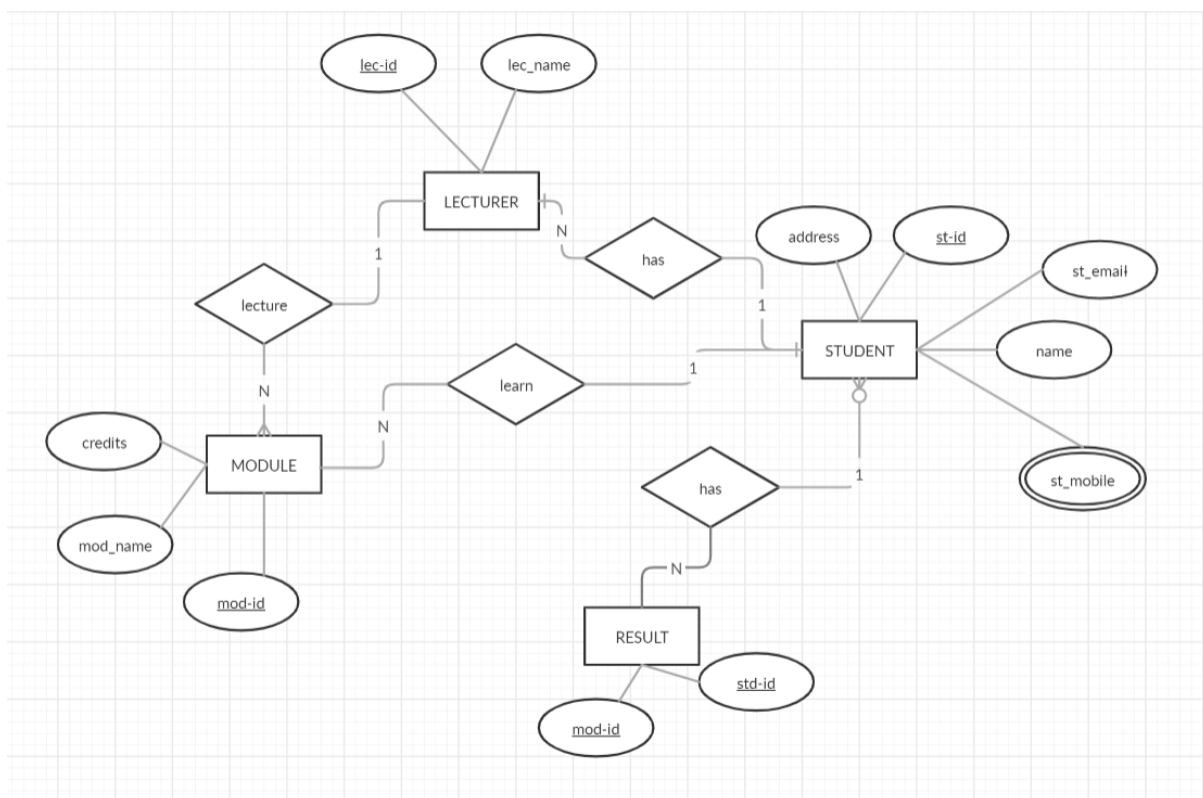 lec-id
lec_name
LECTURER
N
1
has
address
st-id
st_email
lecture
1
name
STUDENT
1
learn
N
N
credits
MODULE
st_mobile
1
has
mod_name
N
mod-id
RESULT
std-id
mod-id